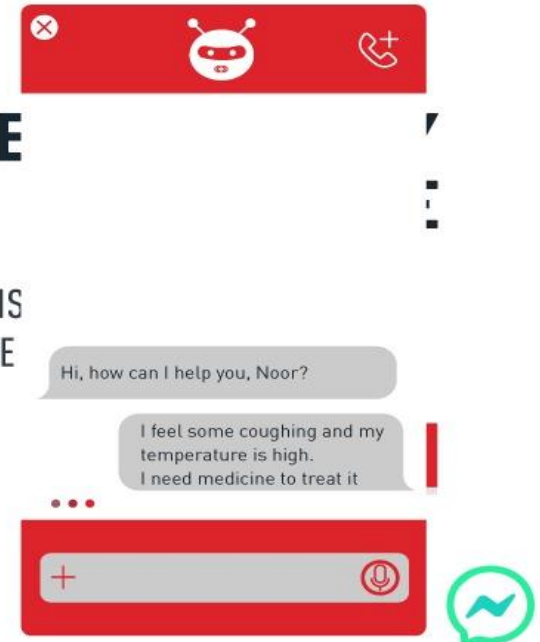 E
E
IS
E
Hi, how can I help you, Noor?
I feel some coughing and my
temperature is high.
I need medicine to treat it